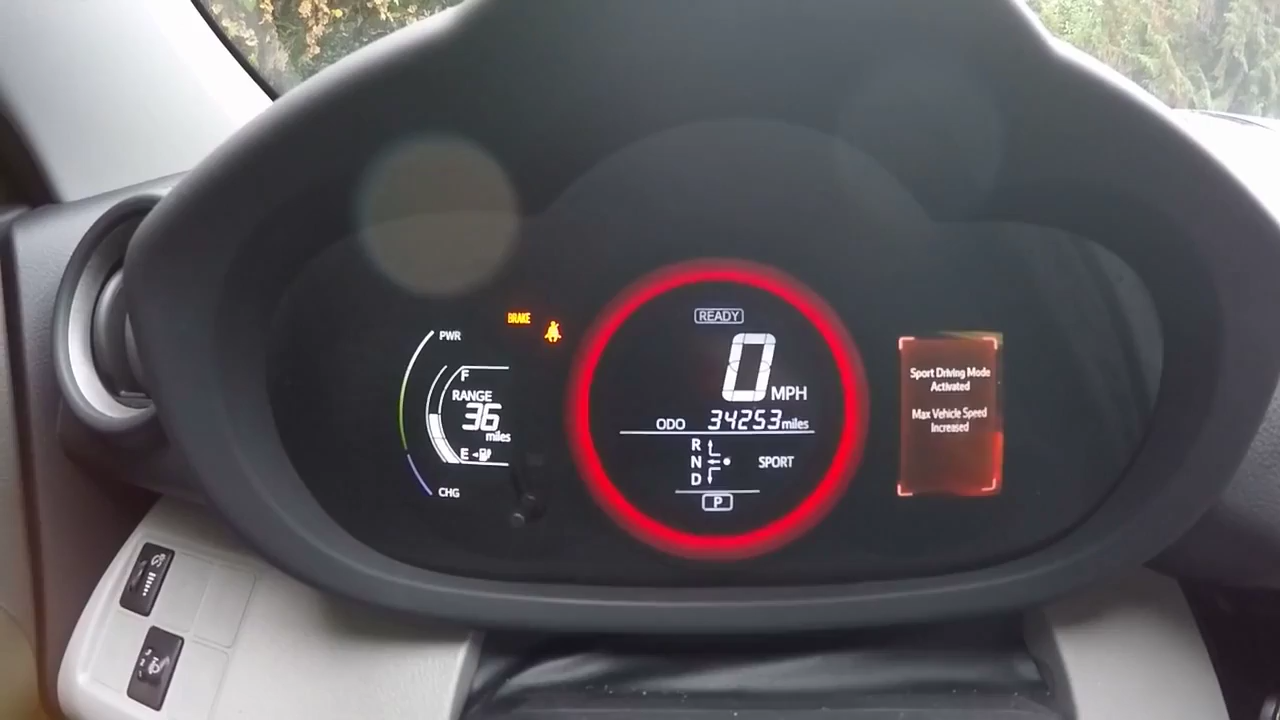 BRAKE
PWR
F
RANGE
36
miles
E
CHG
READY
0 MPH
ODO 34253 miles
R
N
D
SPORT
P
Sport Driving Mode
Activated
Max Vehicle Speed
Increased